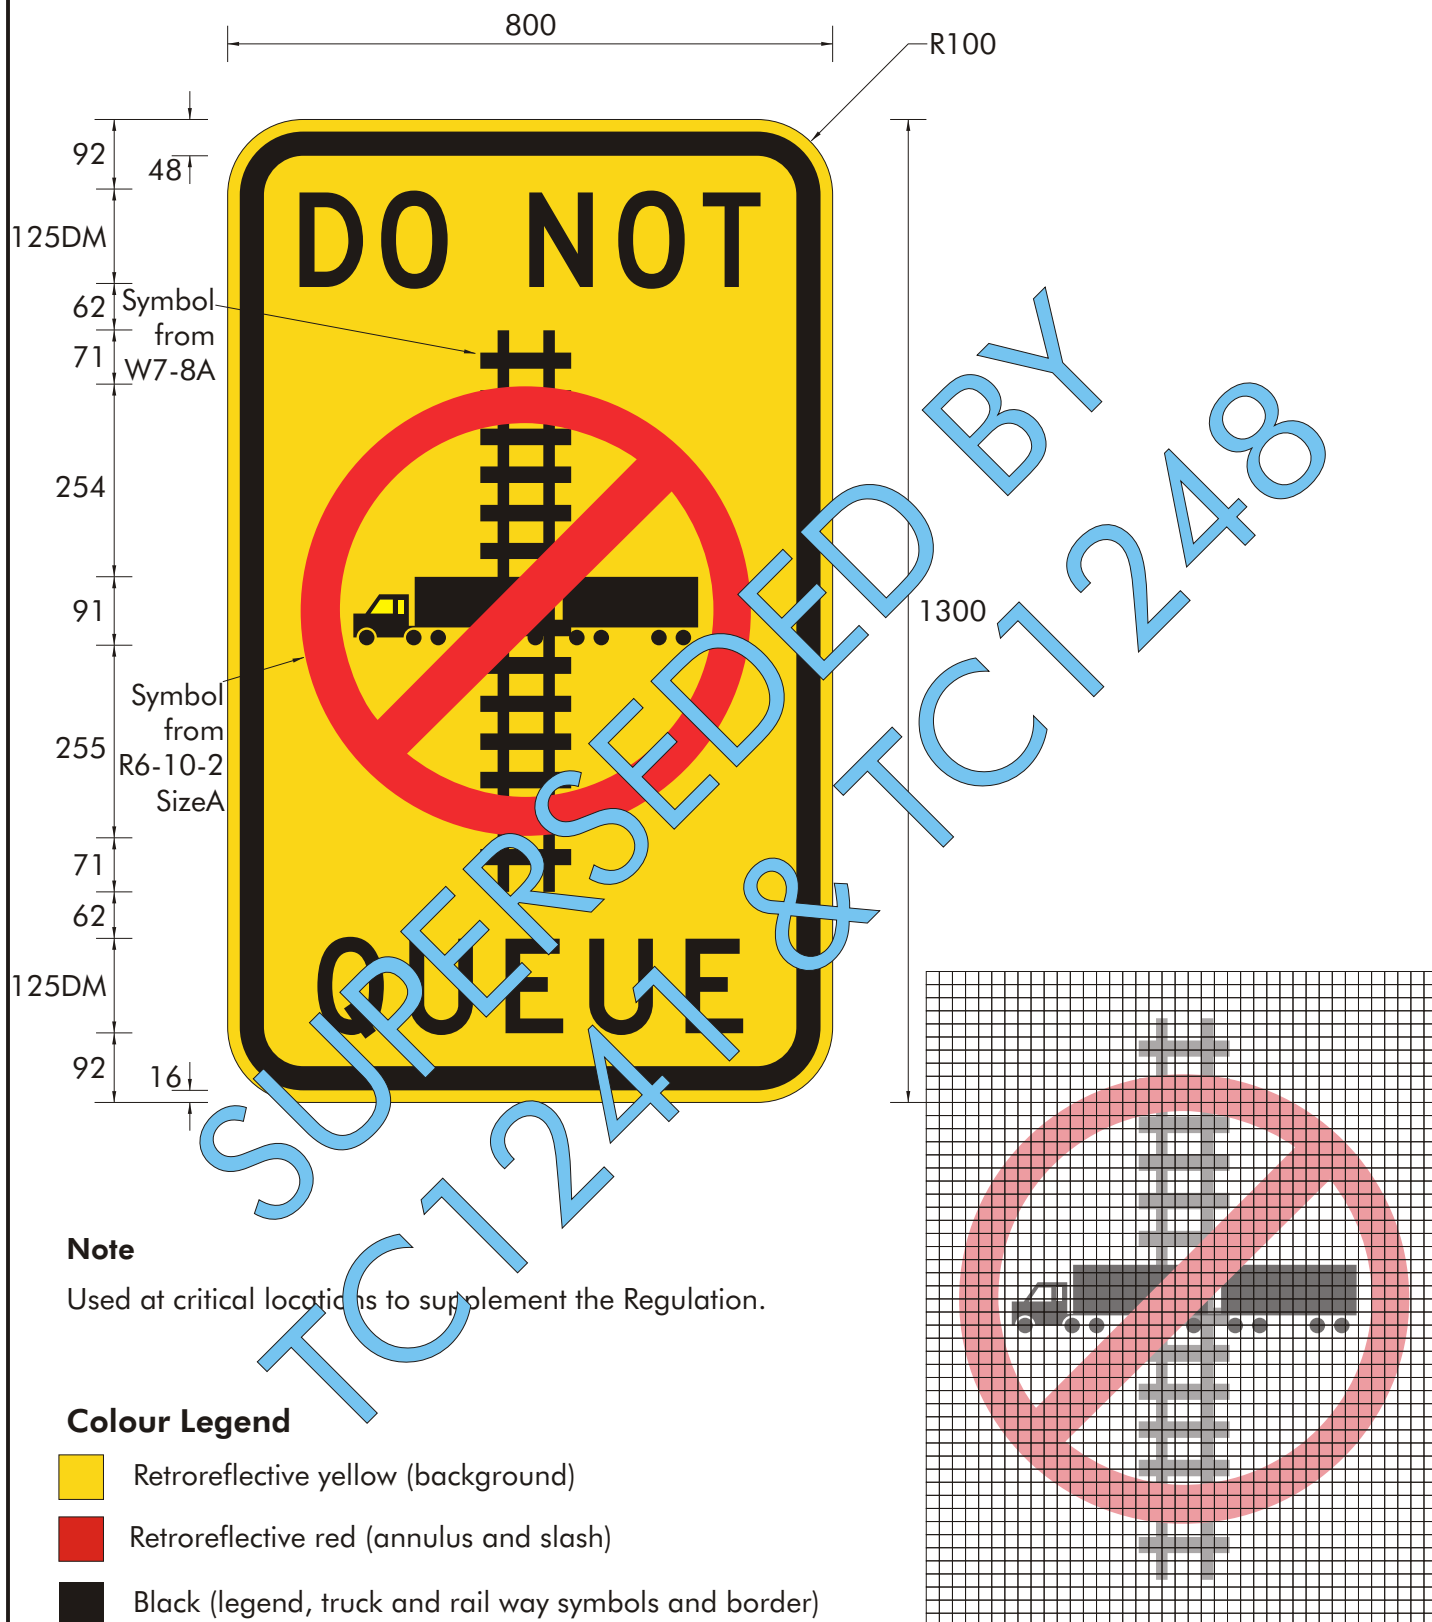 800
R100
92
48
125DM
62
Symbol
from
W7-8A
71
254
91
1300
Symbol
from
R6-10-2
SizeA
255
71
62
125DM
92
16
DO NOT
QUEUE
SUPERSEDED BY
TC1241 & TC1248
Note
Used at critical locations to supplement the Regulation.
Colour Legend
Retroreflective yellow (background)
Retroreflective red (annulus and slash)
Black (legend, truck and rail way symbols and border)